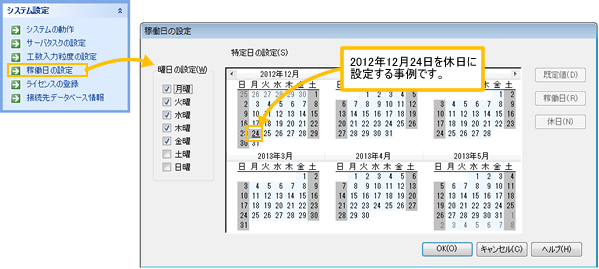 システム設定
システムの動作
サーバタスクの設定
工数入力粒度の設定
稼働日の設定
ライセンスの登録
接続先データベース情報
稼働日の設定
特定日の設定(S)
曜日の設定(W)
月曜
火曜
水曜
木曜
金曜
土曜
日曜
2012年12月24日を休日に
設定する事例です。
2012年12月
日 月 火 水 木 金 土
25 26 27 28 29 30 1
2 3 4 5 6 7 8
9 10 11 12 13 14 15
16 17 18 19 20 21 22
23 24 25 26 27 28 29
30 31
日 月 火 水 木 金 土
1 2 3 4 5
6 7 8 9 10 11 12
13 14 15 16 17 18 19
20 21 22 23 24 25 26
27 28 29 30 31
日 月 火 水 木 金 土
1 2
3 4 5 6 7 8 9
10 11 12 13 14 15 16
17 18 19 20 21 22 23
24 25 26 27 28
2013年3月
日 月 火 水 木 金 土
1 2
3 4 5 6 7 8 9
10 11 12 13 14 15 16
17 18 19 20 21 22 23
24 25 26 27 28 29 30
31
2013年4月
日 月 火 水 木 金 土
1 2 3 4 5 6
7 8 9 10 11 12 13
14 15 16 17 18 19 20
21 22 23 24 25 26 27
28 29 30
2013年5月
日 月 火 水 木 金 土
1 2 3 4
5 6 7 8 9 10 11
12 13 14 15 16 17 18
19 20 21 22 23 24 25
26 27 28 29 30 31 1
2 3 4 5 6 7 8
既定値(D)
稼働日(R)
休日(N)
OK(O)
キャンセル(C)
ヘルプ(H)